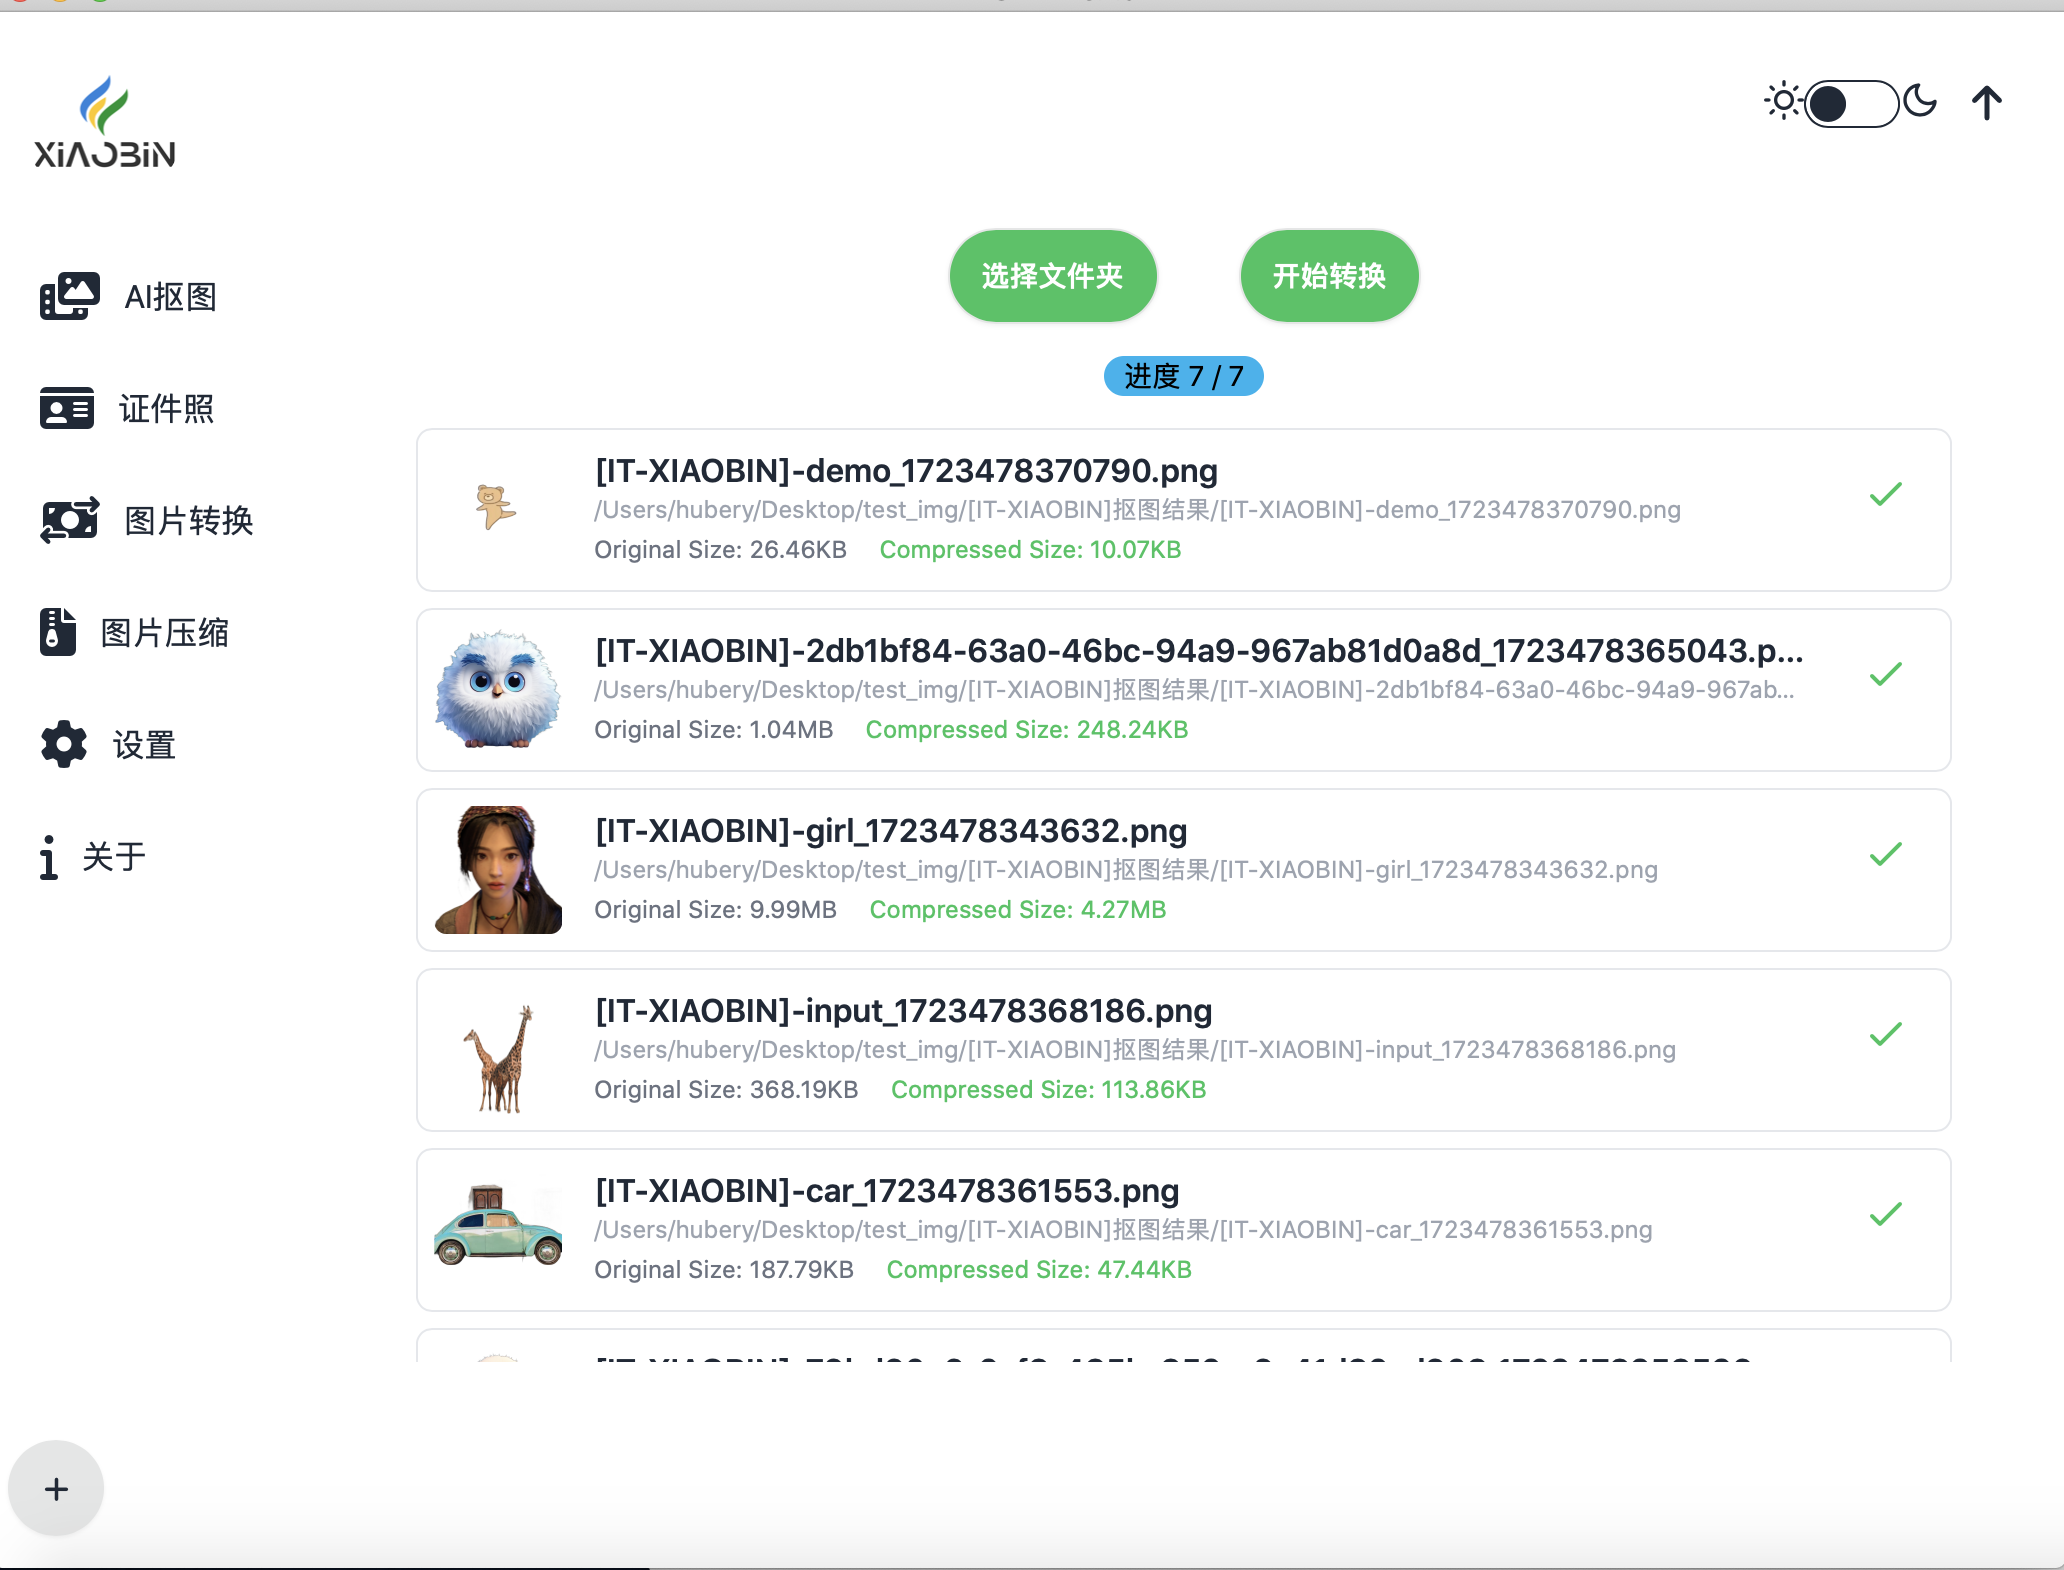 XiAOBiN
AI抠图
证件照
图片转换
图片压缩
设置
关于
选择文件夹
开始转换
进度 7 / 7
[IT-XIAOBIN]-demo_1723478370790.png
/Users/hubery/Desktop/test_img/[IT-XIAOBIN]抠图结果/[IT-XIAOBIN]-demo_1723478370790.png
Original Size: 26.46KB Compressed Size: 10.07KB
[IT-XIAOBIN]-2db1bf84-63a0-46bc-94a9-967ab81d0a8d_1723478365043.p...
/Users/hubery/Desktop/test_img/[IT-XIAOBIN]抠图结果/[IT-XIAOBIN]-2db1bf84-63a0-46bc-94a9-967ab...
Original Size: 1.04MB Compressed Size: 248.24KB
[IT-XIAOBIN]-girl_1723478343632.png
/Users/hubery/Desktop/test_img/[IT-XIAOBIN]抠图结果/[IT-XIAOBIN]-girl_1723478343632.png
Original Size: 9.99MB Compressed Size: 4.27MB
[IT-XIAOBIN]-input_1723478368186.png
/Users/hubery/Desktop/test_img/[IT-XIAOBIN]抠图结果/[IT-XIAOBIN]-input_1723478368186.png
Original Size: 368.19KB Compressed Size: 113.86KB
[IT-XIAOBIN]-car_1723478361553.png
/Users/hubery/Desktop/test_img/[IT-XIAOBIN]抠图结果/[IT-XIAOBIN]-car_1723478361553.png
Original Size: 187.79KB Compressed Size: 47.44KB